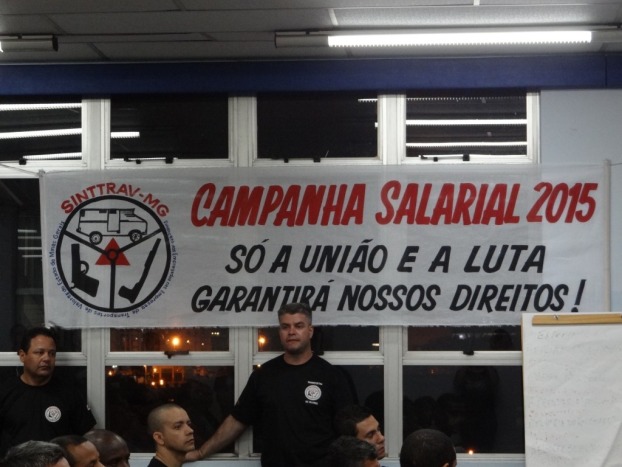 SINTTRAV-MG
CAMPANHA SALARIAL 2015
SÓ A UNIÃO E A LUTA
GARANTIRÁ NOSSOS DIREITOS!